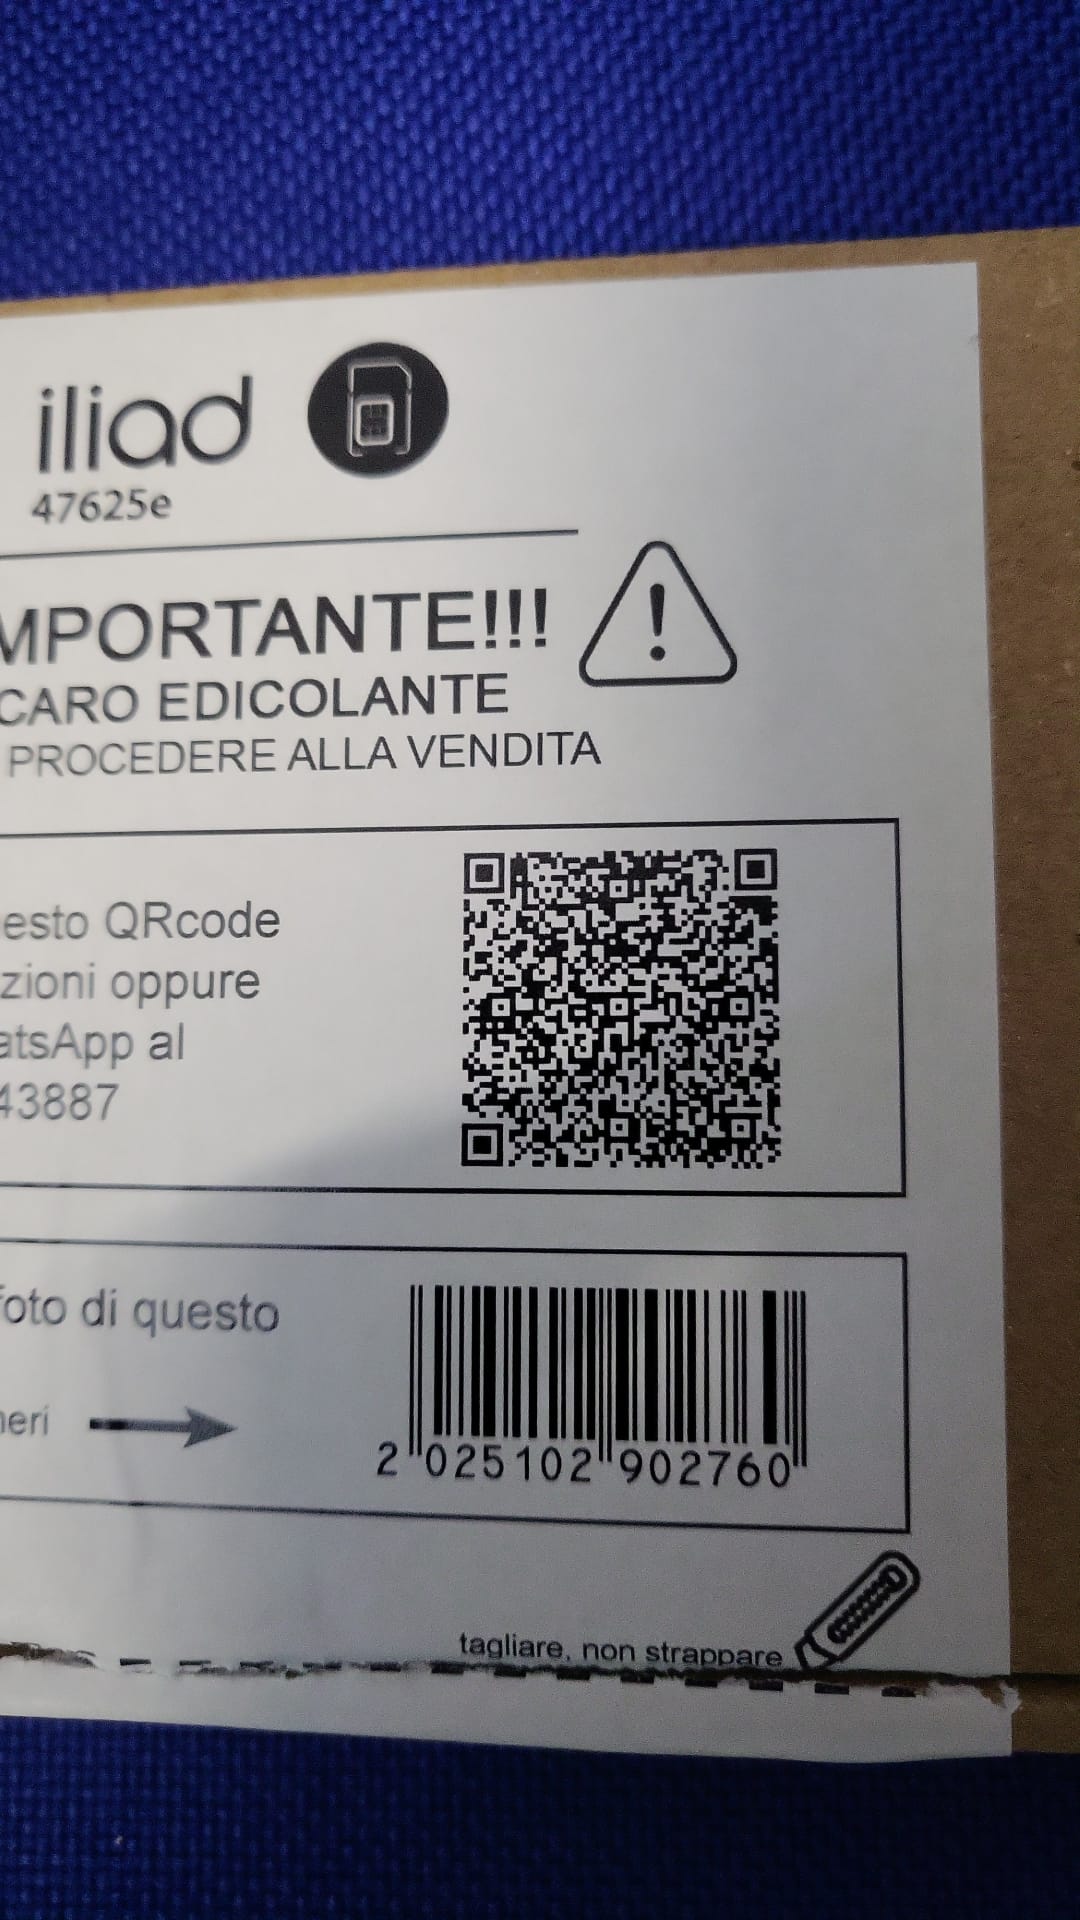 iliad
47625e
MPORTANTE!!!
CARO EDICOLANTE
PROCEDERE ALLA VENDITA
esto QRcode
zioni oppure
atsApp al
43887
foto di questo
neri
2 025102 902760
tagliare, non strappare